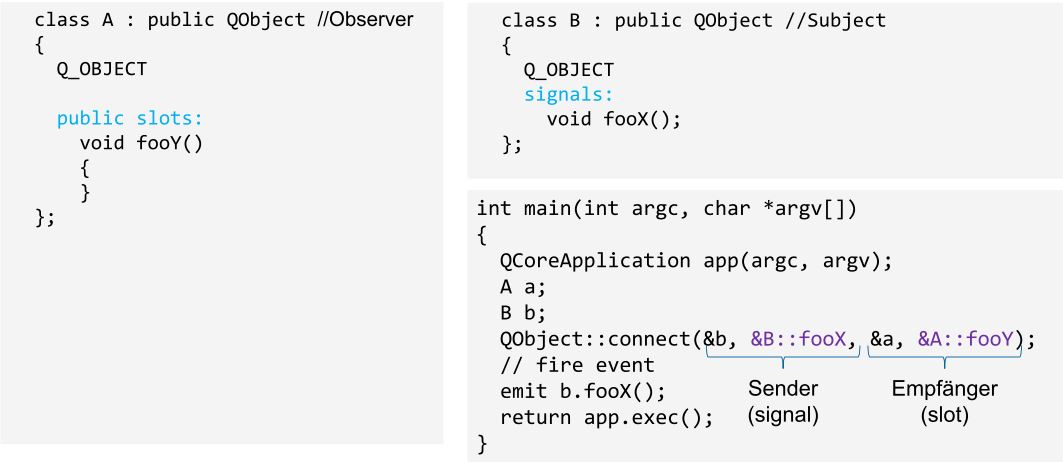 class A : public QObject //Observer
{
Q_OBJECT
public slots:
void fooY()
{
}
};
class B : public QObject //Subject
{
Q_OBJECT
signals:
void fooX();
};
int main(int argc, char *argv[])
{
QCoreApplication app(argc, argv);
A a;
B b;
QObject::connect(&b, &B::fooX, &a, &A::fooY);
// fire event
emit b.fooX();
return app.exec();
}
Sender
(signal)
Empfänger
(slot)